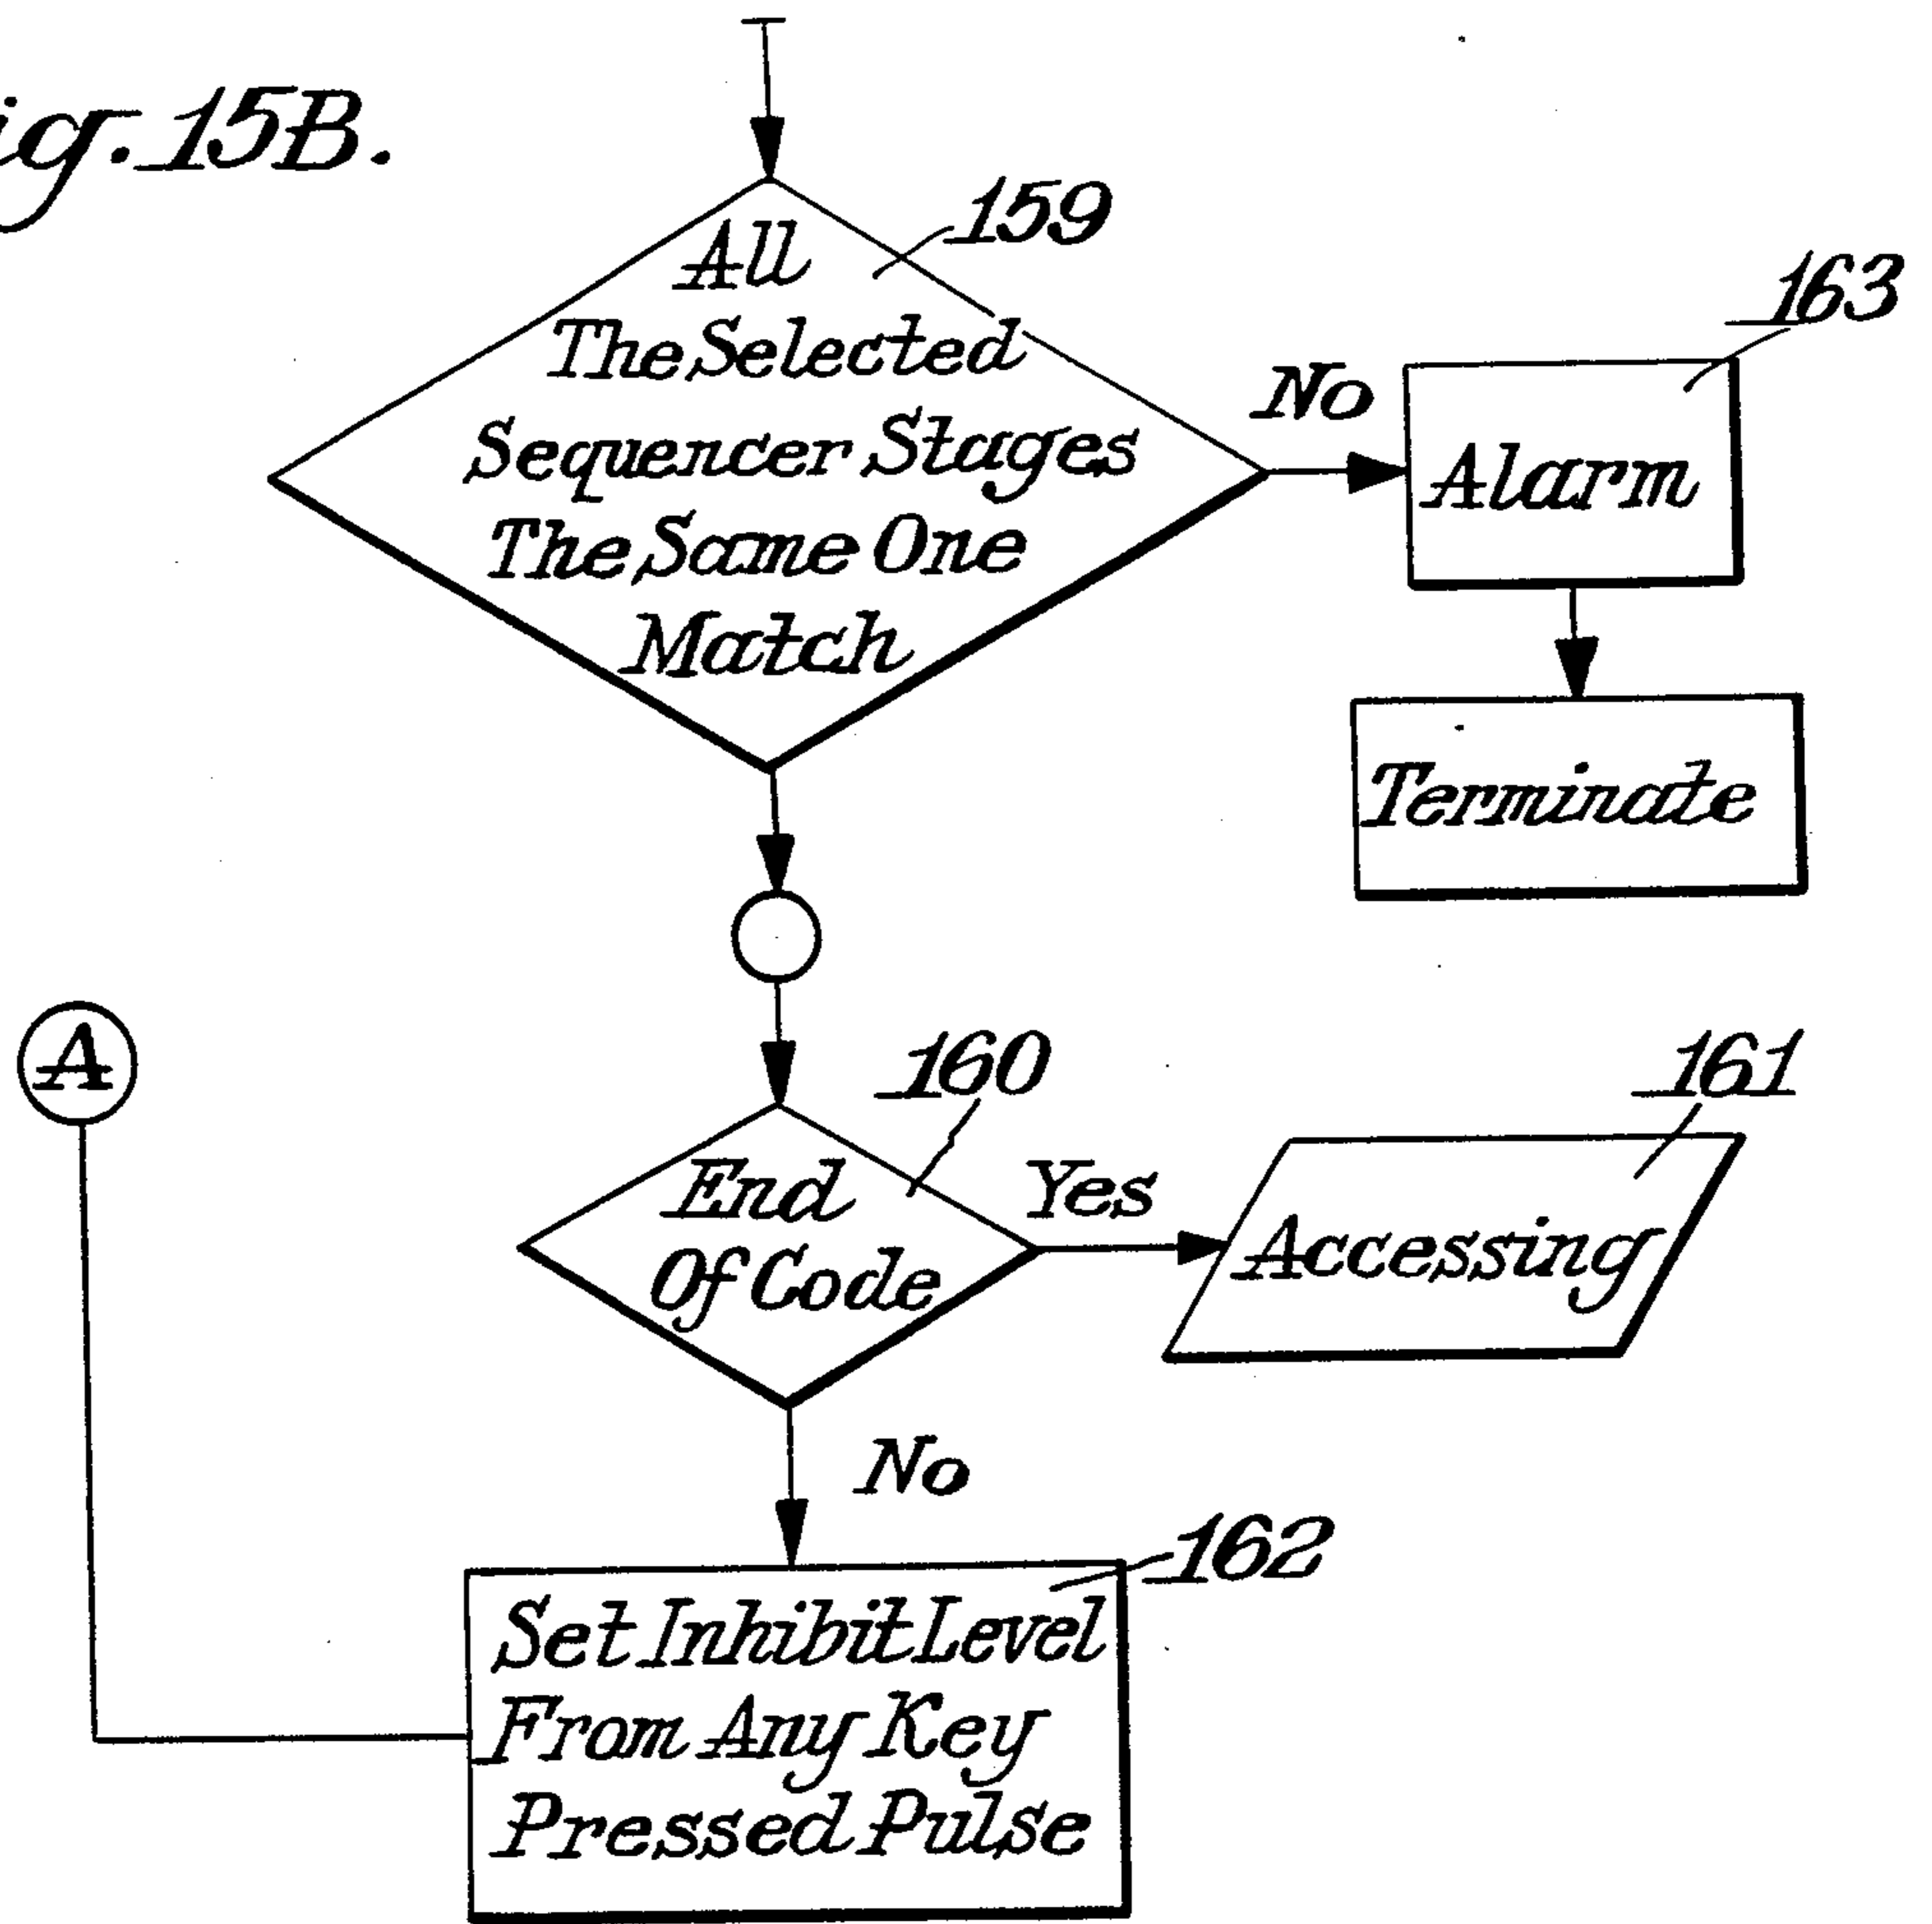 ig. 15B.
159
All
The Selected
Sequencer Stages
The Same One
Match
No
163
Alarm
Terminate
A
160
End
Of Code
Yes
161
Accessing
No
162
Set Inhibit Level
From Any Key
Pressed Pulse